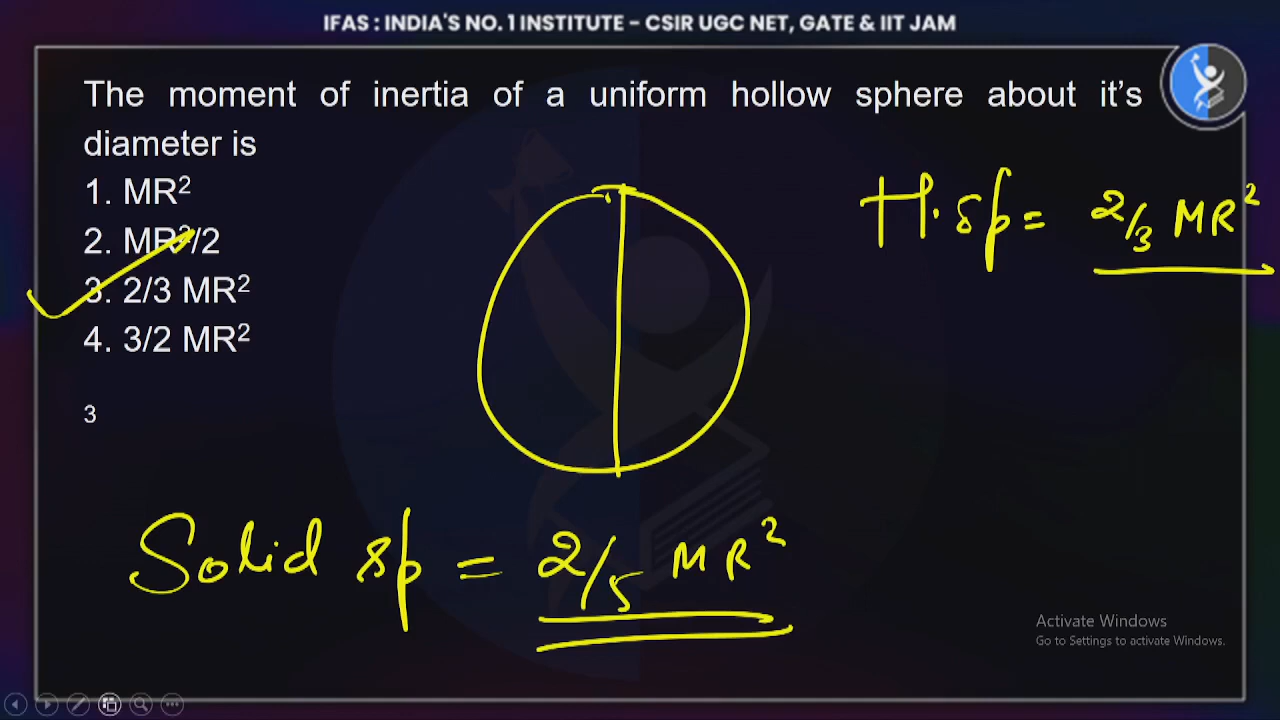 IFAS : INDIA'S NO. 1 INSTITUTE – CSIR UGC NET, GATE & IIT JAM
The moment of inertia of a uniform hollow sphere about it's
diameter is
1. MR²
2. MR²/2
3. 2/3 MR²
4. 3/2 MR²
3
H. sp = 2/3 MR²
Solid sp = 2/5 MR²
Activate Windows
Go to Settings to activate Windows.